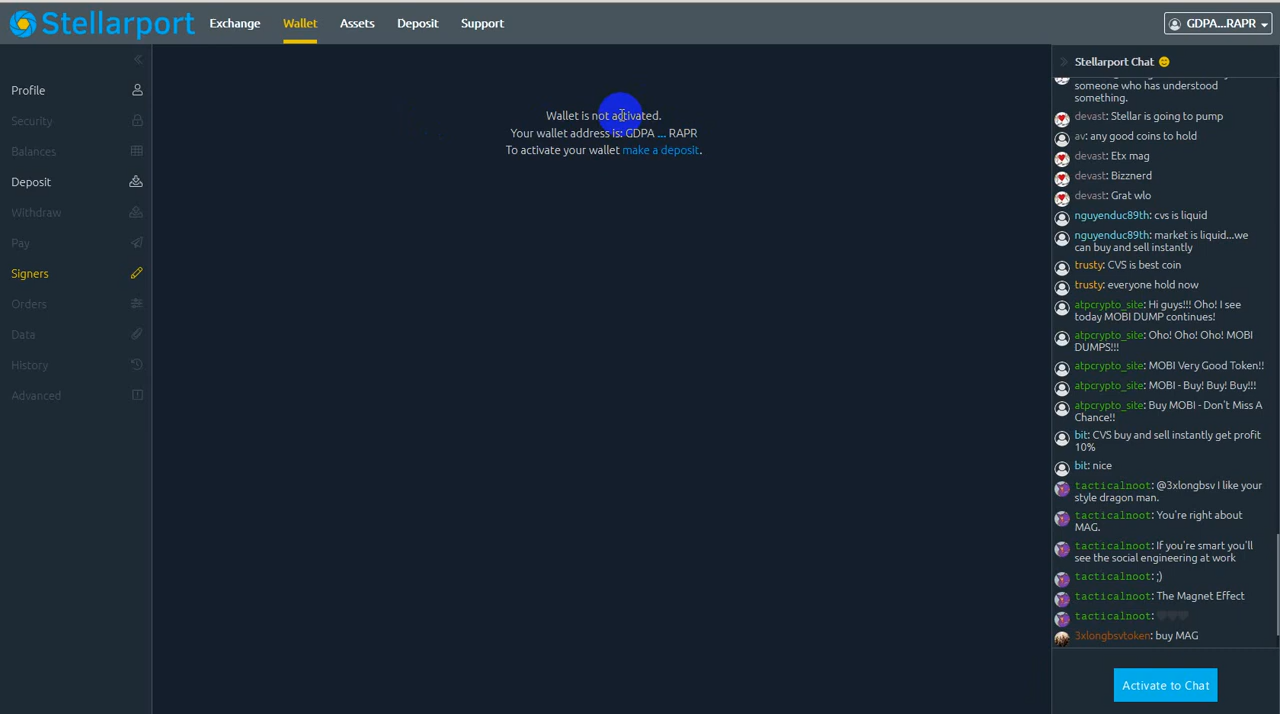 Stellarport Exchange Wallet Assets Deposit Support GDPA...RAPR
Profile
Security
Balances
Deposit
Withdraw
Pay
Signers
Orders
Data
History
Advanced
Wallet is not activated.
Your wallet address is: GDPA ... RAPR
To activate your wallet make a deposit.
Stellarport Chat
someone who has understood
something.
devast: Stellar is going to pump
av: any good coins to hold
devast: Etx mag
devast: Bizznerd
devast: Grat wlo
nguyenduc89th: cvs is liquid
nguyenduc89th: market is liquid...we
can buy and sell instantly
trusty: CVS is best coin
trusty: everyone hold now
atpcrypto_site: Hi guys!!! Oho! I see
today MOBI DUMP continues!
atpcrypto_site: Oho! Oho! Oho! MOBI
DUMPS!!!
atpcrypto_site: MOBI Very Good Token!!
atpcrypto_site: MOBI - Buy! Buy! Buy!!!
atpcrypto_site: Buy MOBI - Don't Miss A
Chance!!
bit: CVS buy and sell instantly get profit
10%
bit: nice
tacticalnoot: @3xlongbsv I like your
style dragon man.
tacticalnoot: You're right about
MAG.
tacticalnoot: If you're smart you'll
see the social engineering at work
tacticalnoot: ;)
tacticalnoot: The Magnet Effect
tacticalnoot:
3xlongbsvtoken: buy MAG
Activate to Chat